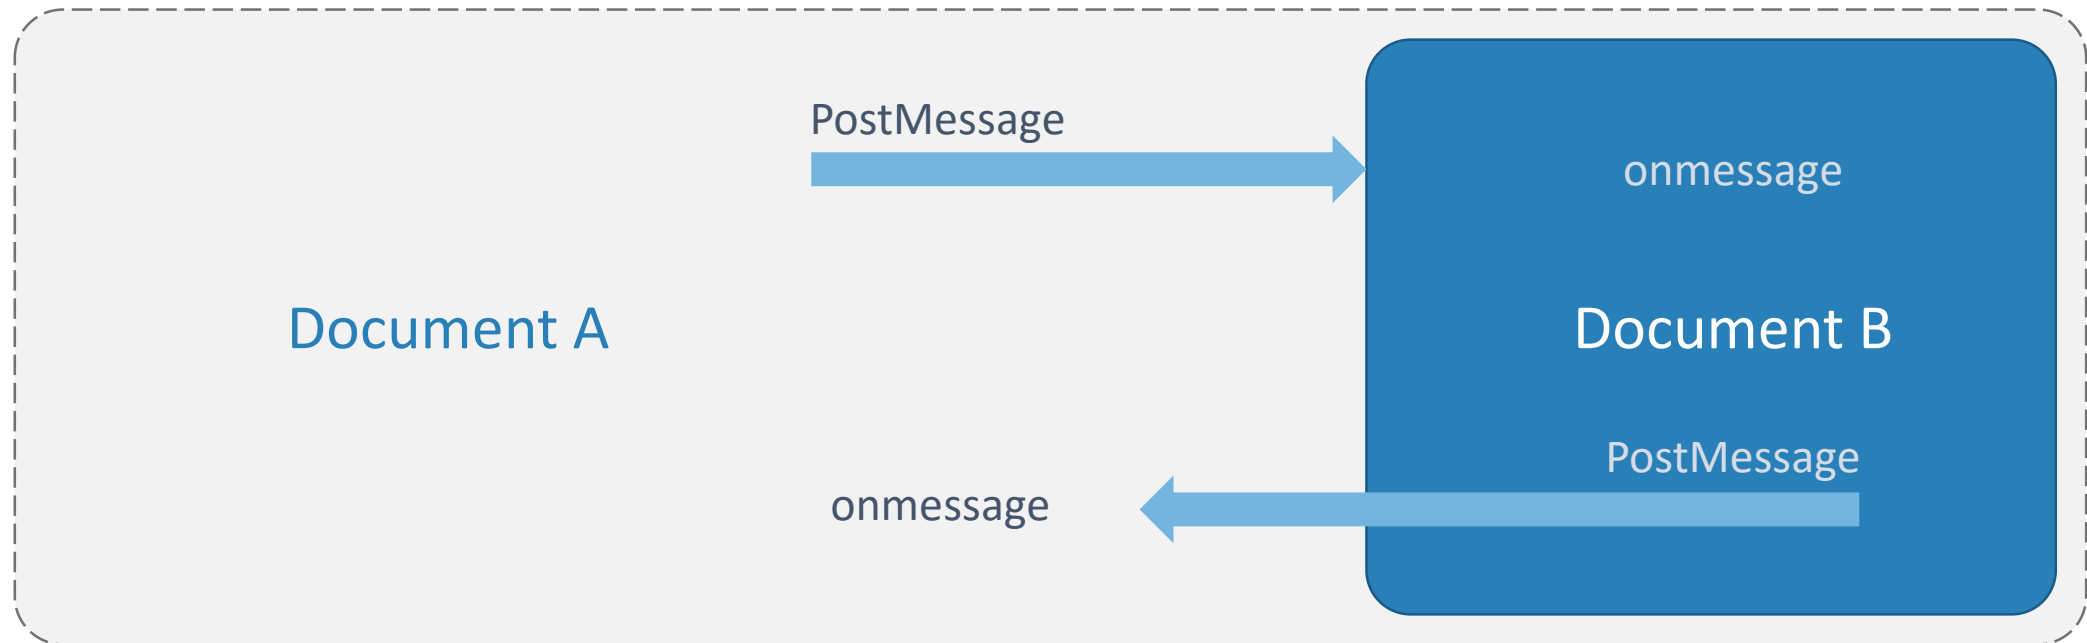 PostMessage
onmessage
Document A
Document B
PostMessage
onmessage